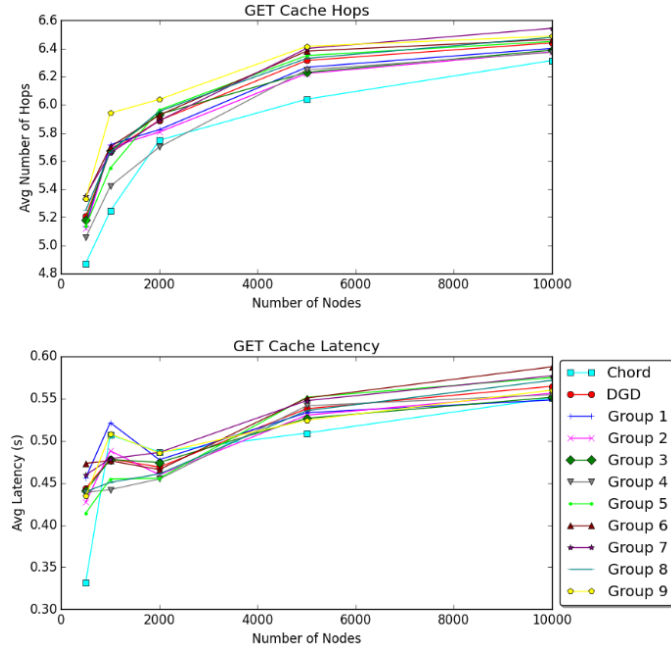 GET Cache Hops
Avg Number of Hops
6.6
6.4
6.2
6.0
5.8
5.6
5.4
5.2
5.0
4.8
0 2000 4000 6000 8000 10000
Number of Nodes
GET Cache Latency
Avg Latency (s)
0.60
0.55
0.50
0.45
0.40
0.35
0.30
0 2000 4000 6000 8000 10000
Number of Nodes
Chord
DGD
Group 1
Group 2
Group 3
Group 4
Group 5
Group 6
Group 7
Group 8
Group 9